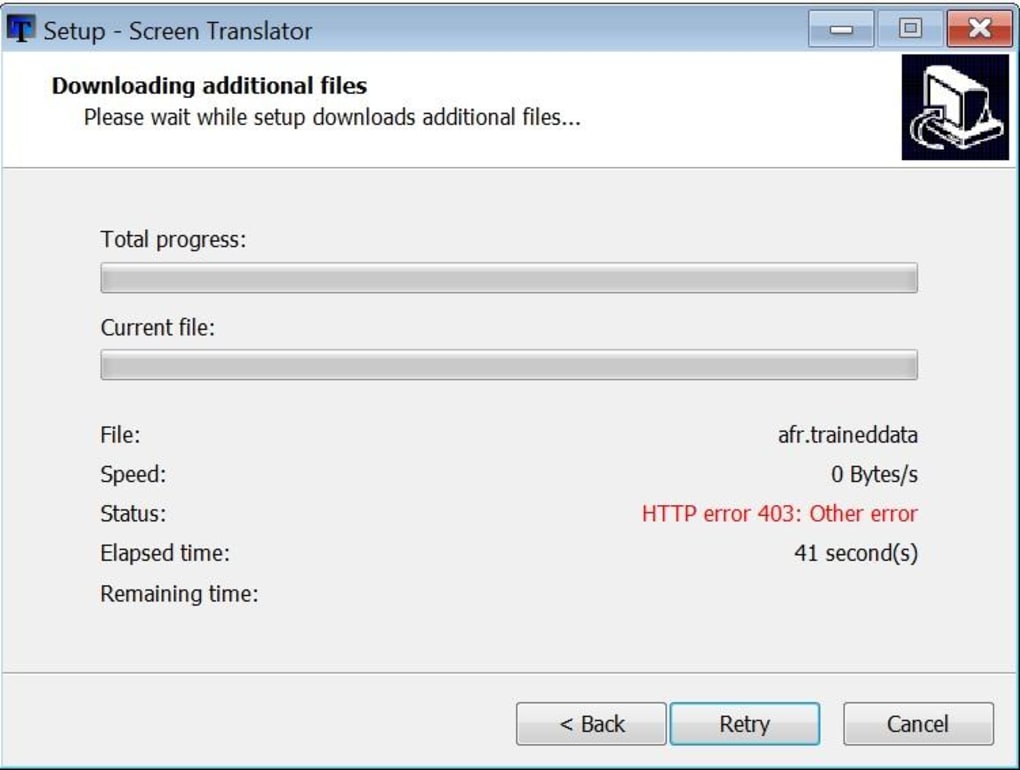 Setup - Screen Translator
Downloading additional files
Please wait while setup downloads additional files...
Total progress:
Current file:
File: afr.traineddata
Speed: 0 Bytes/s
Status: HTTP error 403: Other error
Elapsed time: 41 second(s)
Remaining time:
< Back Retry Cancel